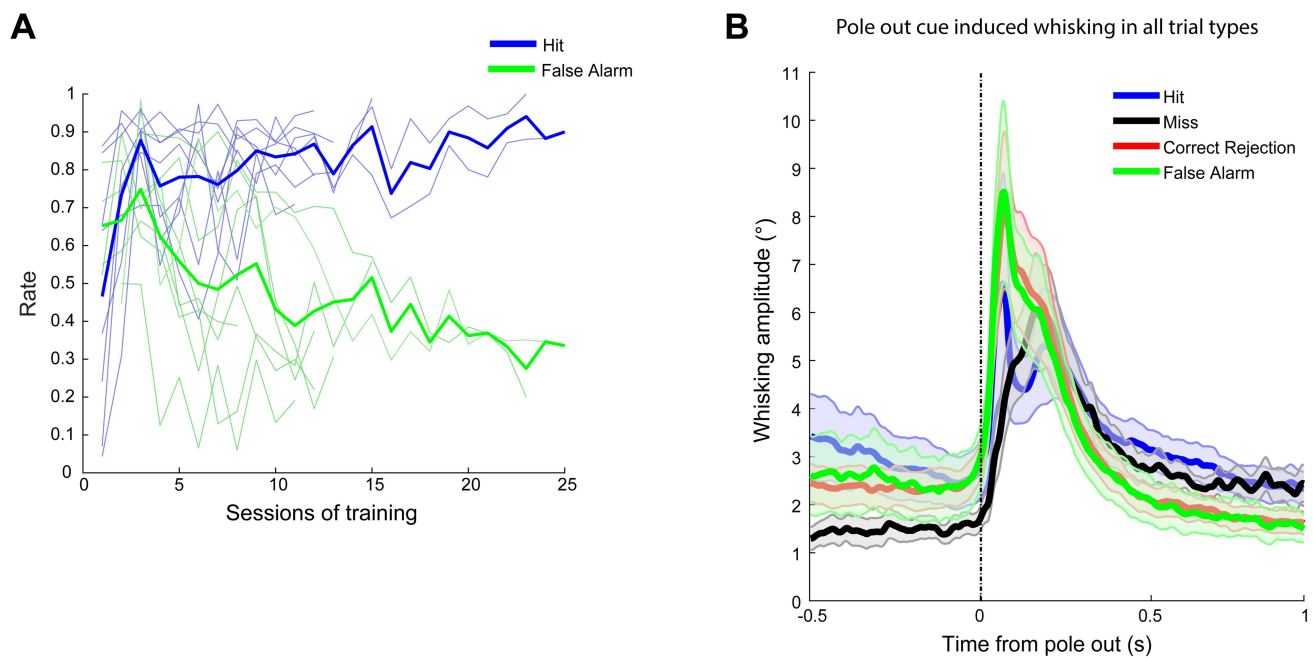 A
Hit
False Alarm
1
0.9
0.8
0.7
0.6
0.5
0.4
0.3
0.2
0.1
0
5
10
15
20
25
Rate
Sessions of training
B
Pole out cue induced whisking in all trial types
Hit
Miss
Correct Rejection
False Alarm
11
10
9
8
7
6
5
4
3
2
1
0
-0.5
0
0.5
1
Whisking amplitude (°)
Time from pole out (s)